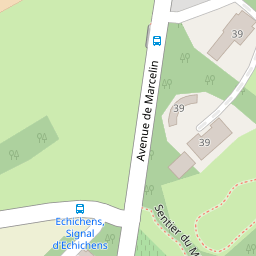 39
Avenue de Marcelin
39
39
Echichens,
Signal
d'Echichens
Sentier du M